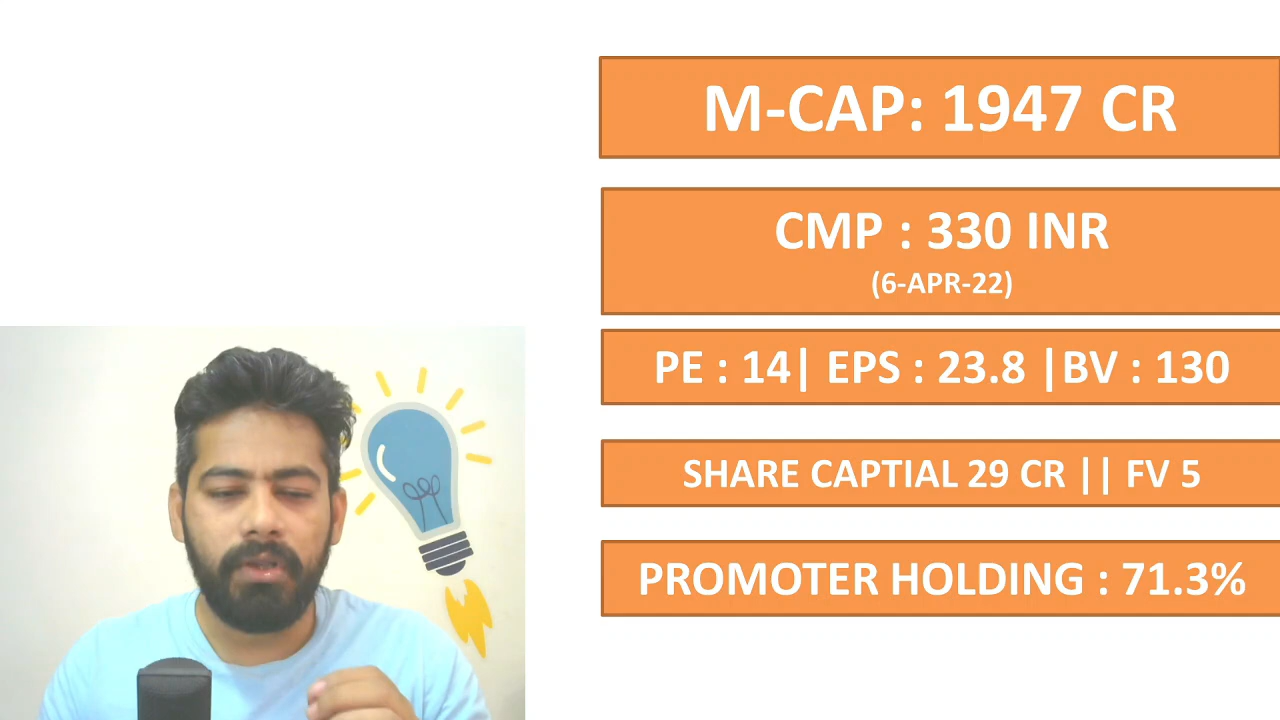 M-CAP: 1947 CR
CMP : 330 INR
(6-APR-22)
PE : 14| EPS : 23.8 |BV : 130
SHARE CAPTIAL 29 CR || FV 5
PROMOTER HOLDING : 71.3%